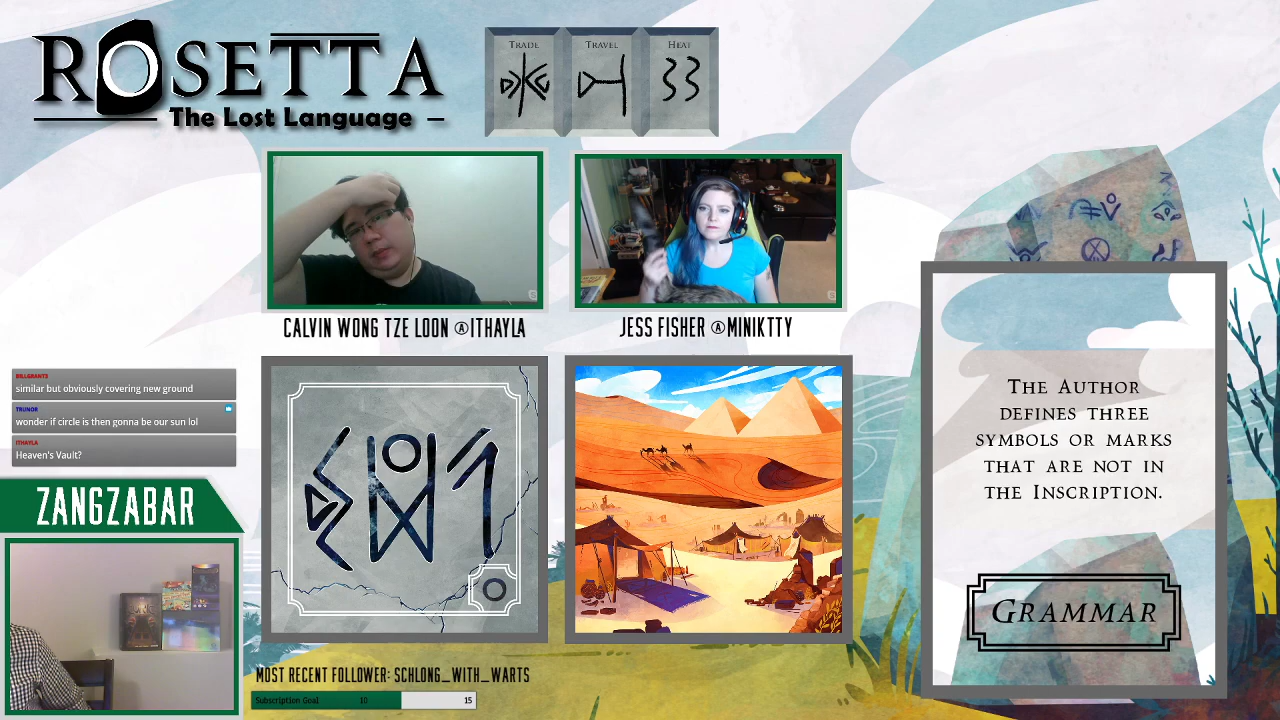 ROSETTA
The Lost Language
TRADE
TRAVEL
HEAT
CALVIN WONG TZE LOON @ITHAYLA
JESS FISHER @MINIKTTY
BILLGRANTS
similar but obviously covering new ground
TRUNOR
wonder if circle is then gonna be our sun lol
ITHAYLA
Heaven's Vault?
ZANGZABAR
THE AUTHOR
DEFINES THREE
SYMBOLS OR MARKS
THAT ARE NOT IN
THE INSCRIPTION.
GRAMMAR
MOST RECENT FOLLOWER: SCHLONG_WITH_WARTS
Subscription Goal 10 15